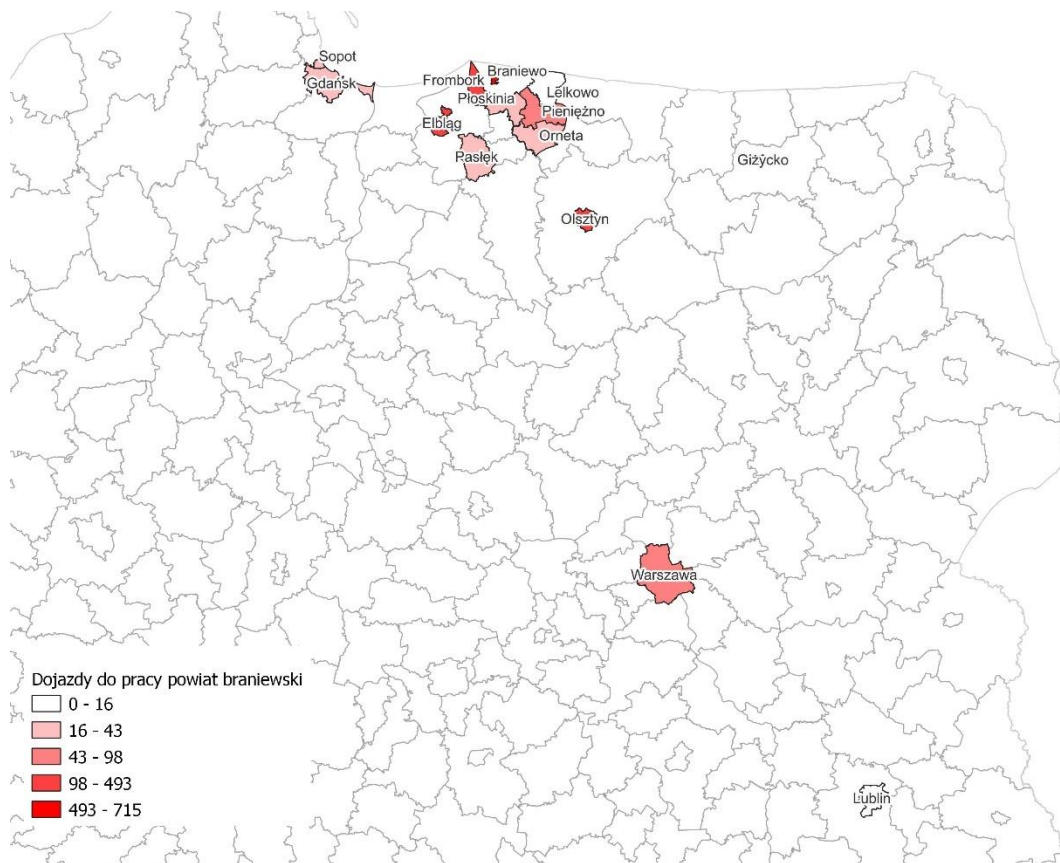 Sopot
Gdańsk
Frombork
Braniewo
Płoskinia
Lelkowo
Pieniężno
Elbląg
Orneta
Pasłęk
Giżycko
Olsztyn
Warszawa
Lublin
Dojazdy do pracy powiat braniewski
0 - 16
16 - 43
43 - 98
98 - 493
493 - 715